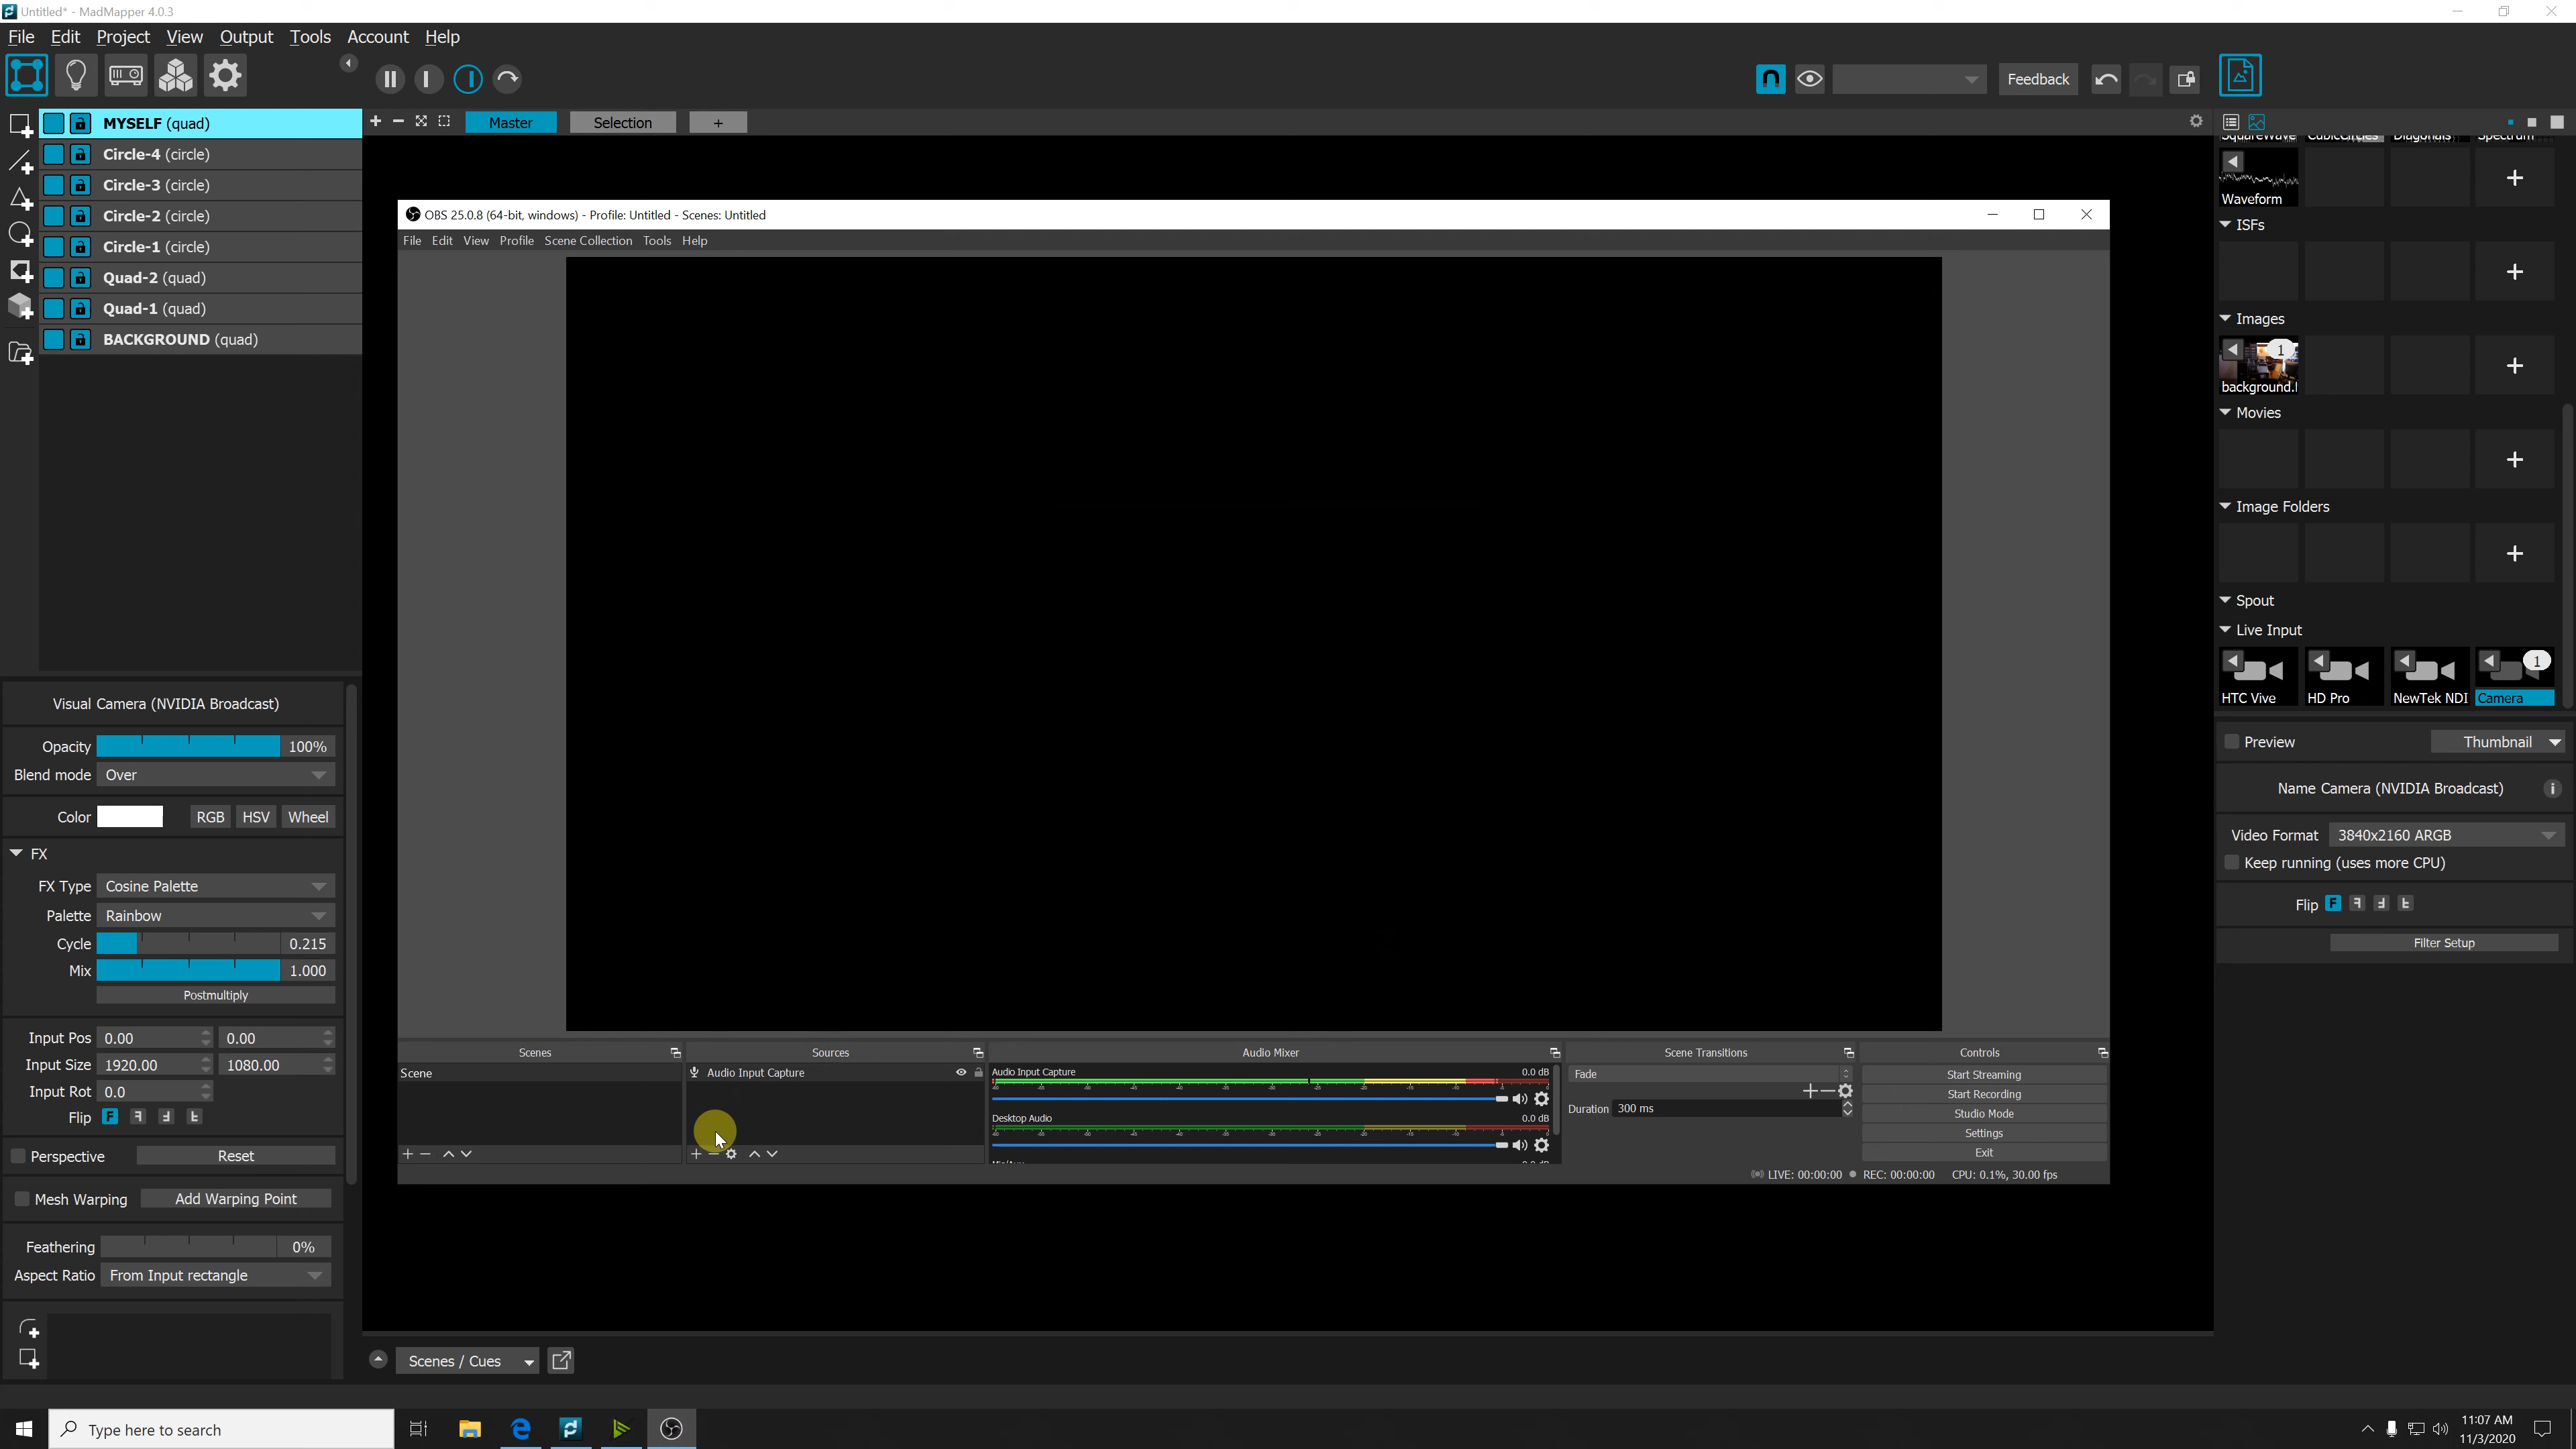 Untitled* - MadMapper 4.0.3
File Edit Project View Output Tools Account Help
Feedback
MYSELF (quad)
Circle-4 (circle)
Circle-3 (circle)
Circle-2 (circle)
Circle-1 (circle)
Quad-2 (quad)
Quad-1 (quad)
BACKGROUND (quad)
Master Selection +
OBS 25.0.8 (64-bit, windows) - Profile: Untitled - Scenes: Untitled
File Edit View Profile Scene Collection Tools Help
Scenes
Scene
Sources
Audio Input Capture
Audio Mixer
Audio Input Capture 0.0 dB
Desktop Audio 0.0 dB
Scene Transitions
Fade
Duration 300 ms
Controls
Start Streaming
Start Recording
Studio Mode
Settings
Exit
LIVE: 00:00:00 REC: 00:00:00 CPU: 0.1%, 30.00 fps
SquareWave CubicCircles Diagonals Spectrum
Waveform
ISFs
Images
1
background.
Movies
Image Folders
Spout
Live Input
1
HTC Vive HD Pro NewTek NDI Camera
Preview Thumbnail
Name Camera (NVIDIA Broadcast)
Video Format 3840x2160 ARGB
Keep running (uses more CPU)
Flip
Filter Setup
Visual Camera (NVIDIA Broadcast)
Opacity 100%
Blend mode Over
Color RGB HSV Wheel
FX
FX Type Cosine Palette
Palette Rainbow
Cycle 0.215
Mix 1.000
Postmultiply
Input Pos 0.00 0.00
Input Size 1920.00 1080.00
Input Rot 0.0
Flip
Perspective Reset
Mesh Warping Add Warping Point
Feathering 0%
Aspect Ratio From Input rectangle
Scenes / Cues
Type here to search
11:07 AM
11/3/2020